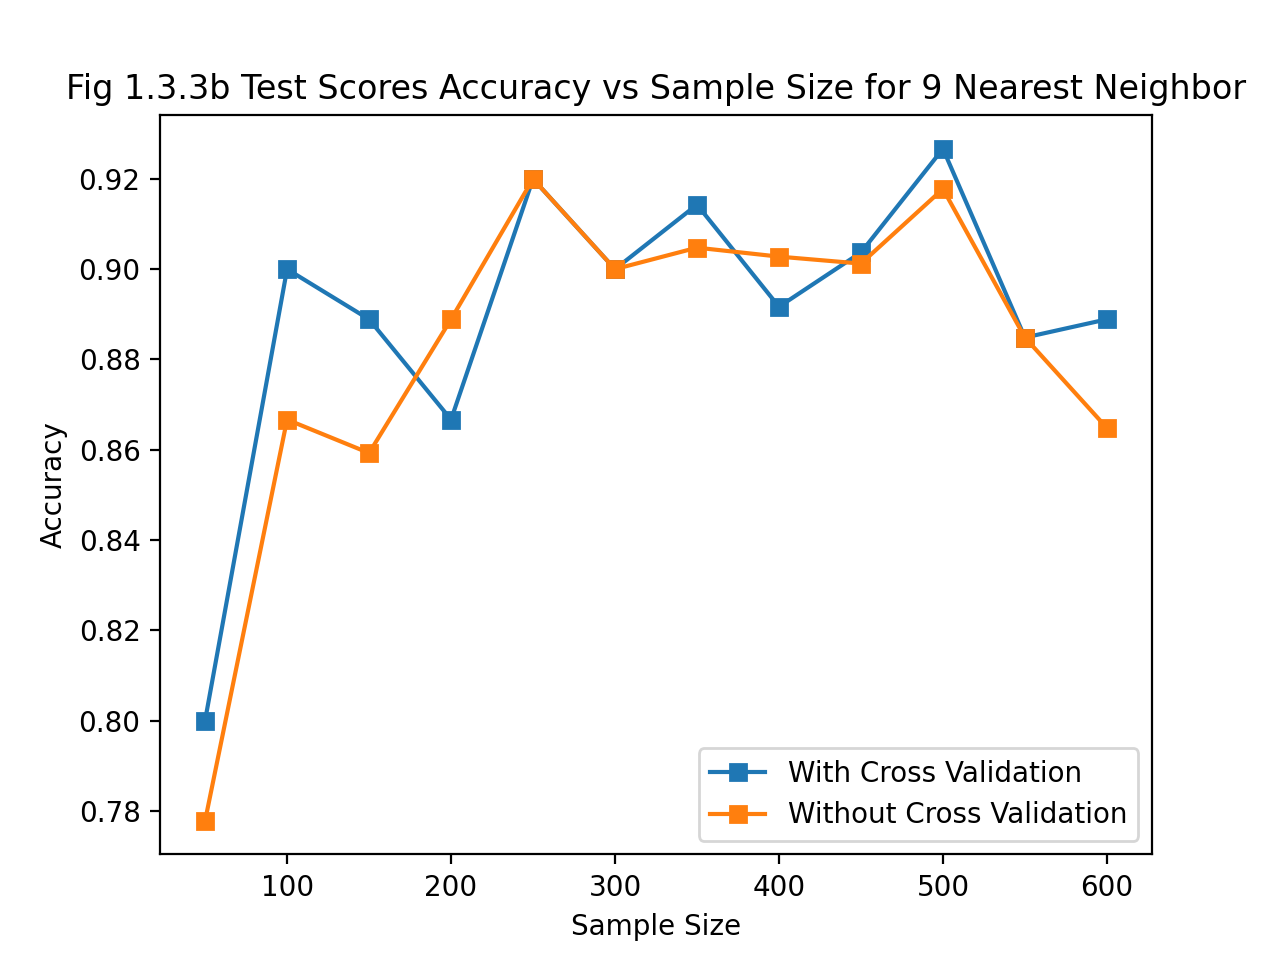 Fig 1.3.3b Test Scores Accuracy vs Sample Size for 9 Nearest Neighbor
0.92
0.90
0.88
0.86
0.84
0.82
0.80
0.78
Accuracy
With Cross Validation
Without Cross Validation
100 200 300 400 500 600
Sample Size